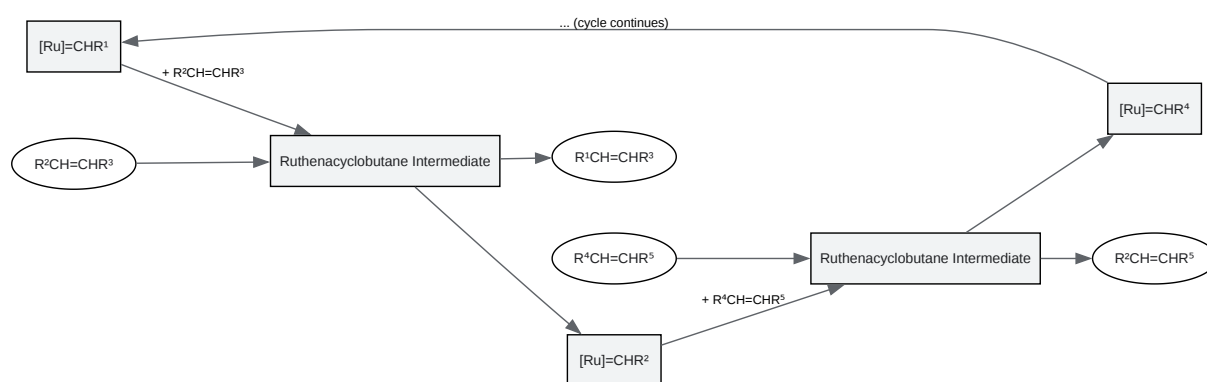 ... (cycle continues)
[Ru]=CHR¹
+ R²CH=CHR³
[Ru]=CHR⁴
R²CH=CHR³
Ruthenacyclobutane Intermediate
R¹CH=CHR³
R⁴CH=CHR⁵
Ruthenacyclobutane Intermediate
R²CH=CHR⁵
+ R⁴CH=CHR⁵
[Ru]=CHR²